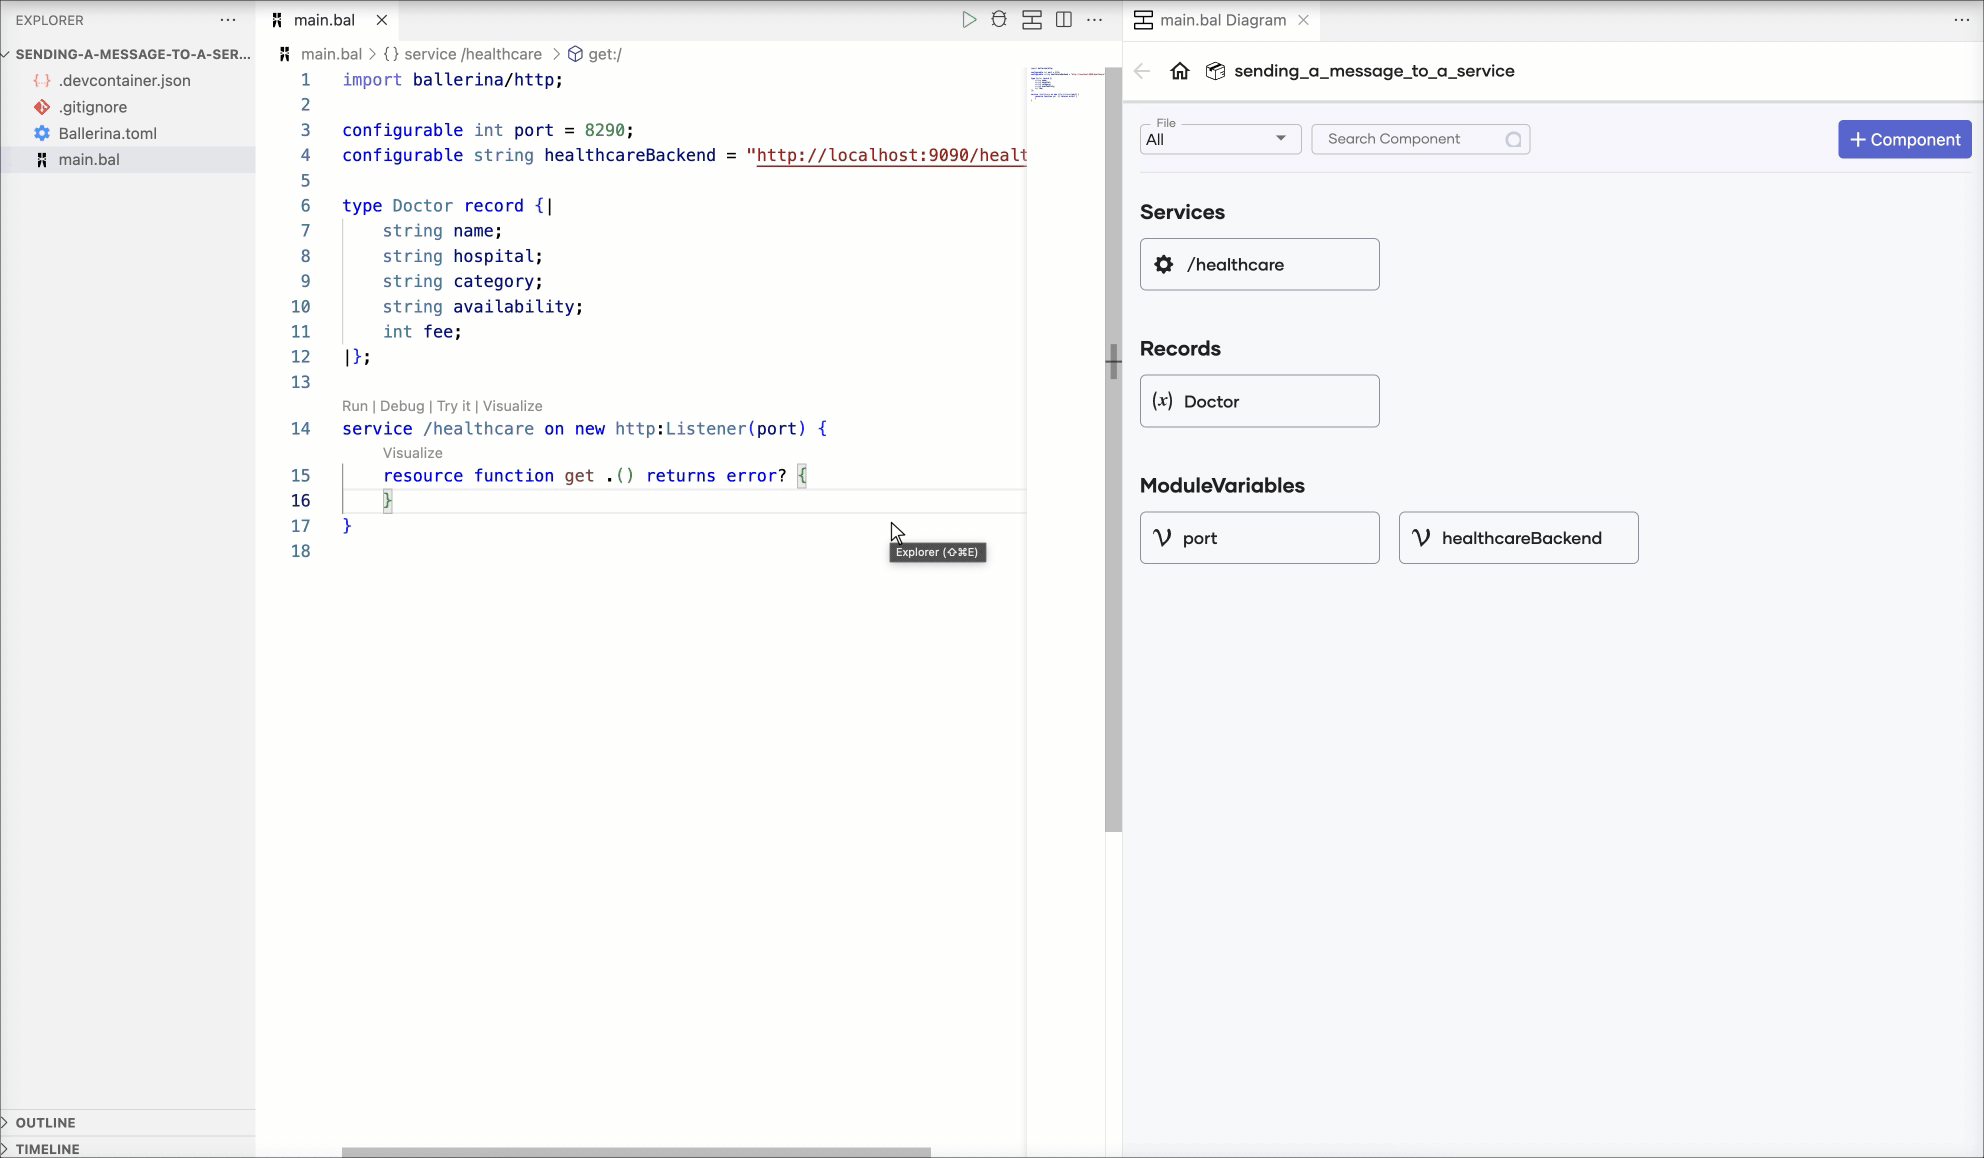 EXPLORER
SENDING-A-MESSAGE-TO-A-SER...
.devcontainer.json
.gitignore
Ballerina.toml
main.bal
OUTLINE
TIMELINE
main.bal
main.bal > {} service /healthcare > get:/
1 import ballerina/http;
2
3 configurable int port = 8290;
4 configurable string healthcareBackend = "http://localhost:9090/healt
5
6 type Doctor record {|
7 string name;
8 string hospital;
9 string category;
10 string availability;
11 int fee;
12 |};
13
Run | Debug | Try it | Visualize
14 service /healthcare on new http:Listener(port) {
Visualize
15 resource function get .() returns error? {
16 }
17 }
18
Explorer (⇧⌘E)
main.bal Diagram
sending_a_message_to_a_service
File
All
Search Component
+ Component
Services
/healthcare
Records
(x) Doctor
ModuleVariables
port
healthcareBackend